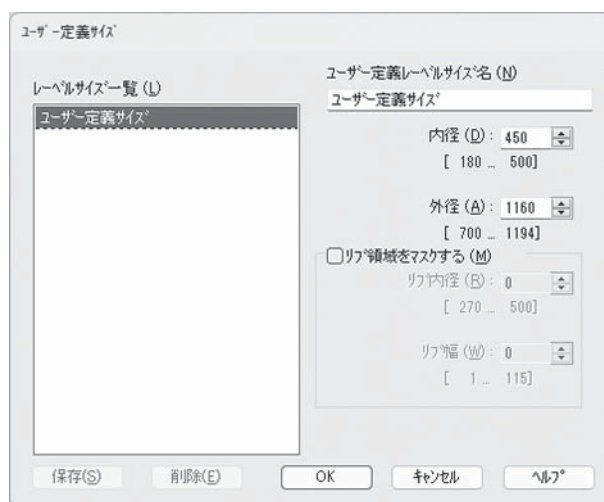 ﾕｰｻﾞｰ定義ｻｲｽﾞ
ﾚｰﾍﾞﾙｻｲｽﾞ一覧 (L)
ﾕｰｻﾞｰ定義ｻｲｽﾞ
ﾕｰｻﾞｰ定義ﾚｰﾍﾞﾙｻｲｽﾞ名 (N)
ﾕｰｻﾞｰ定義ｻｲｽﾞ
内径 (D) : 450
[ 180 ... 500]
外径 (A) : 1160
[ 700 ... 1194]
ﾘﾌﾞ領域をﾏｽｸする (M)
ﾘﾌﾞ内径 (R) : 0
[ 270 ... 500]
ﾘﾌﾞ幅 (W) : 0
[ 1 ... 115]
保存(S) 削除(E) OK ｷｬﾝｾﾙ ﾍﾙﾌﾟ